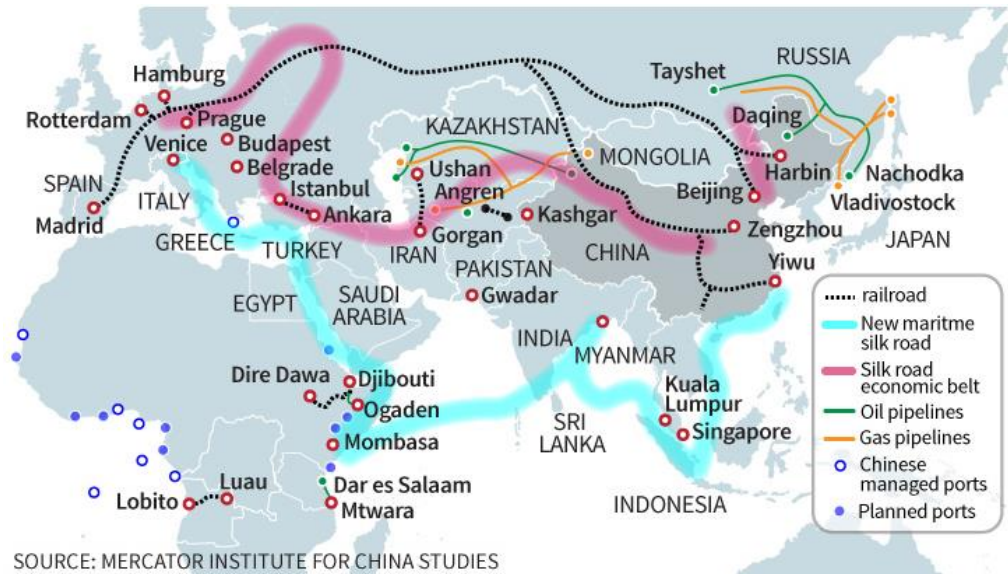 Hamburg
RUSSIA
Tayshet
Rotterdam
Prague
Daqing
KAZAKHSTAN
Venice
Budapest
MONGOLIA
Belgrade
Ushan
Harbin
Nachodka
SPAIN
Istanbul
Angren
Beijing
Vladivostock
ITALY
Madrid
Ankara
Kashgar
Zengzhou
GREECE
TURKEY
IRAN
Gorgan
CHINA
JAPAN
PAKISTAN
Yiwu
EGYPT
SAUDI
ARABIA
Gwadar
INDIA
MYANMAR
Dire Dawa
Djibouti
Ogaden
Kuala
Lumpur
SRI
LANKA
Singapore
Mombasa
Luau
Dar es Salaam
Lobito
Mtwara
INDONESIA
railroad
New maritme
silk road
Silk road
economic belt
Oil pipelines
Gas pipelines
Chinese
managed ports
Planned ports
SOURCE: MERCATOR INSTITUTE FOR CHINA STUDIES